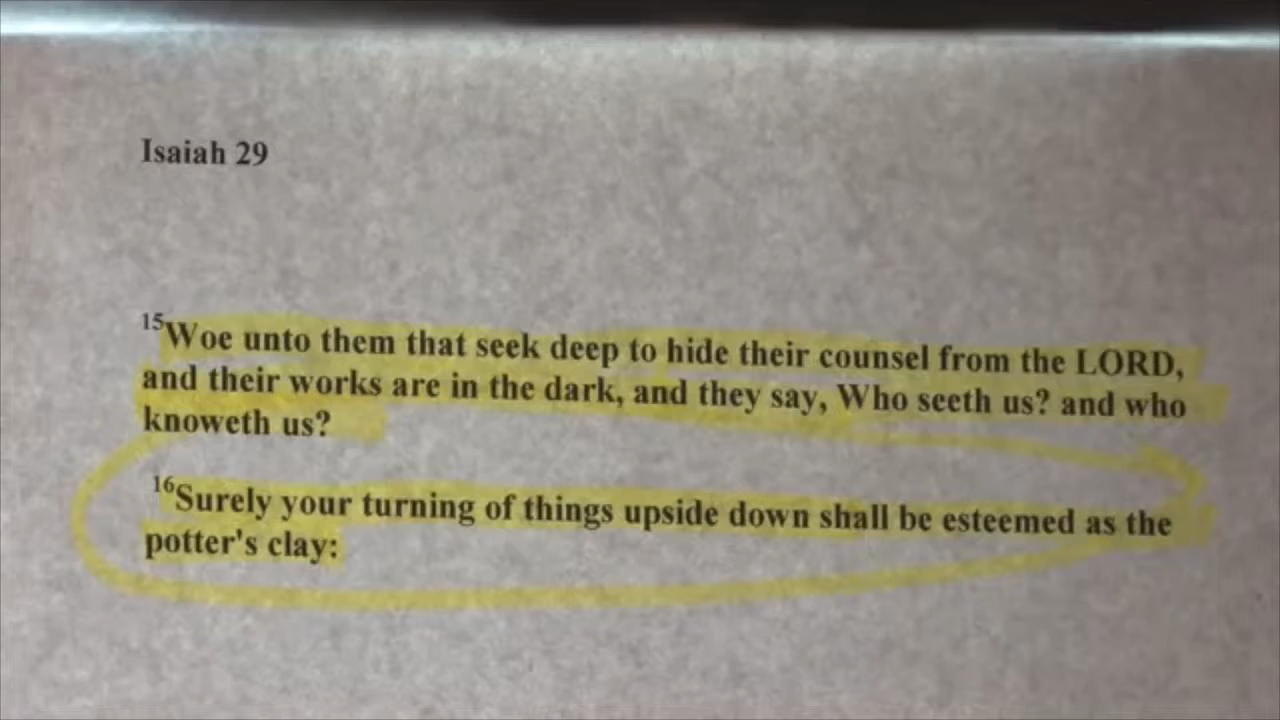 Isaiah 29
15Woe unto them that seek deep to hide their counsel from the LORD,
and their works are in the dark, and they say, Who seeth us? and who
knoweth us?
16Surely your turning of things upside down shall be esteemed as the
potter's clay: